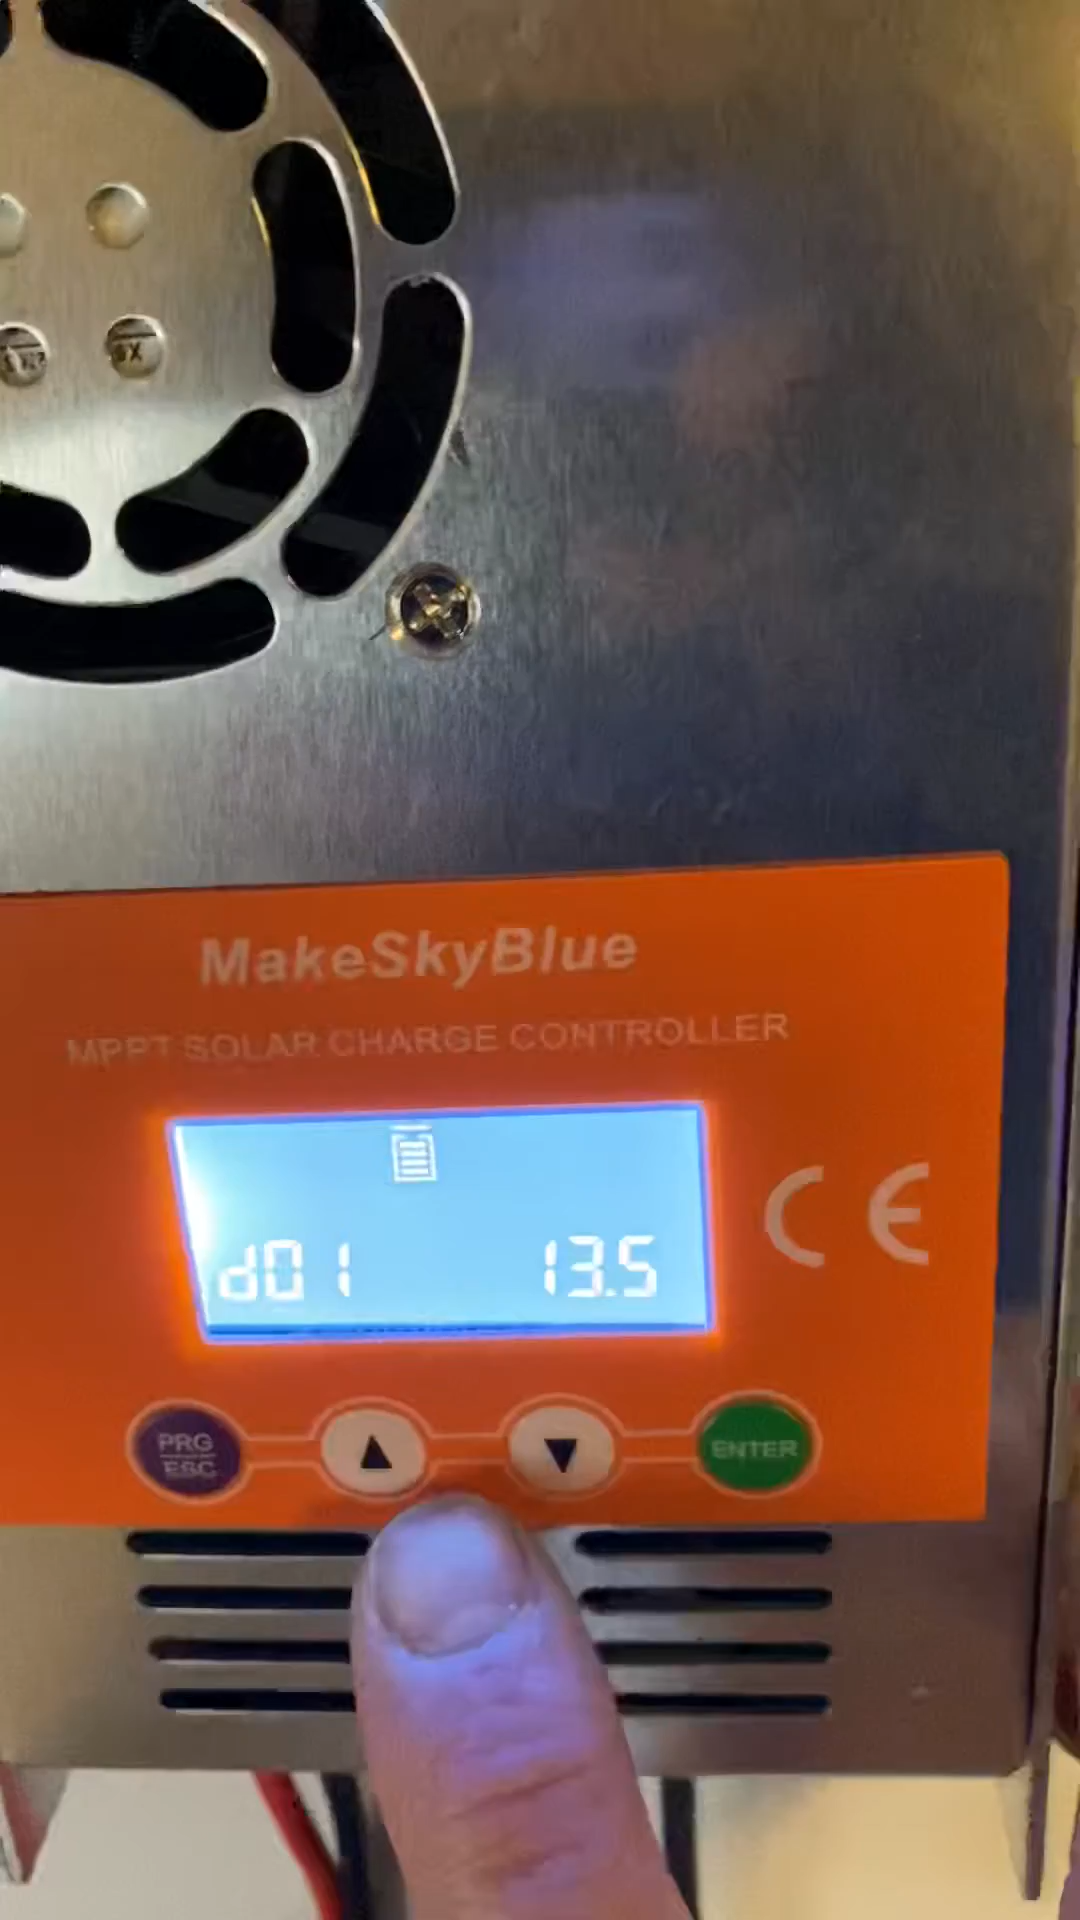 MakeSkyBlue
MPPT SOLAR CHARGE CONTROLLER
d01 13.5
CE
PRG
ESC
▲
▼
ENTER